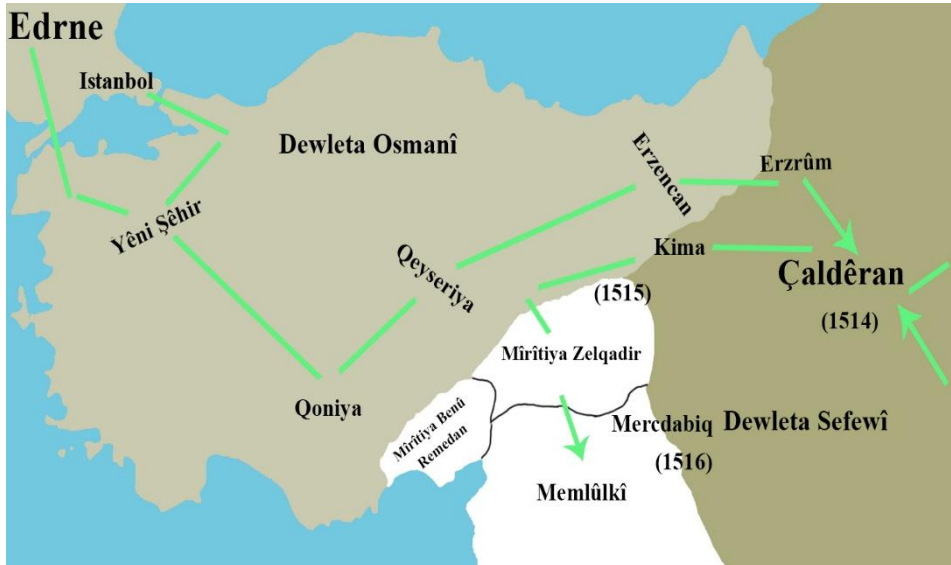 Edrne
Istanbol
Dewleta Osmanî
Yêni Şêhir
Erzencan
Erzrûm
Qeyseriya
Kima
Çaldêran
(1515)
(1514)
Mîrîtiya Zelqadir
Qoniya
Mîrîtiya Benû
Remedan
Mercdabiq
Dewleta Sefewî
(1516)
Memlûlkî